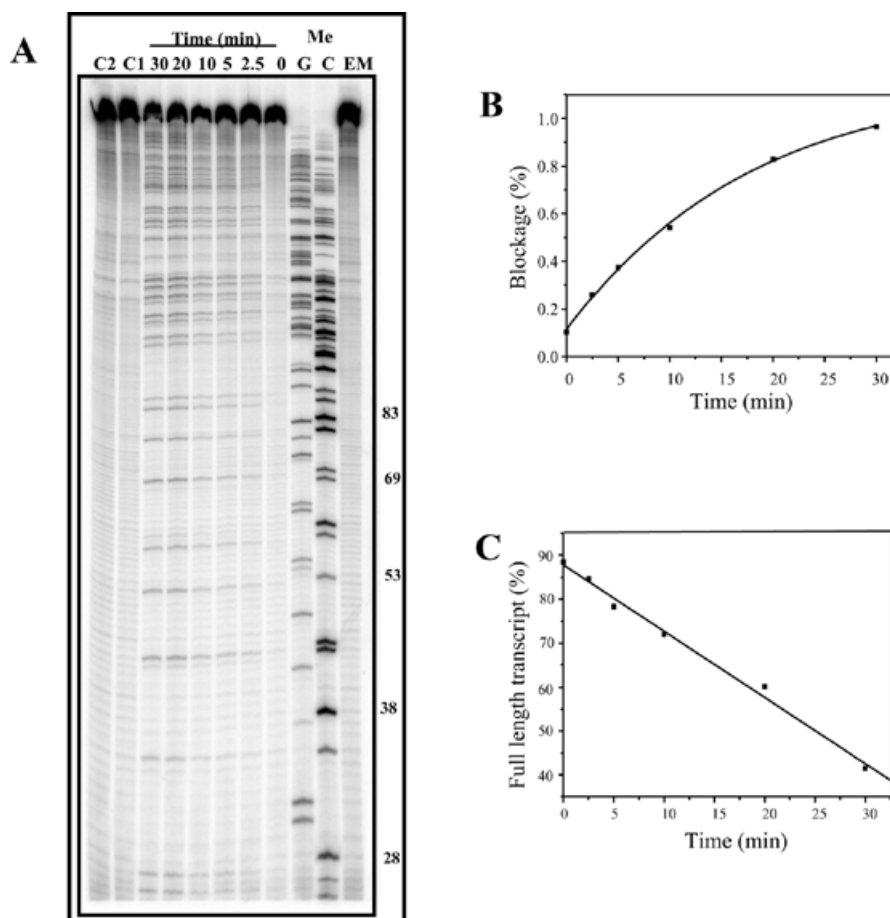 A
Time (min) Me
C2 C1 30 20 10 5 2.5 0 G C EM
83
69
53
38
28
B
Blockage (%)
1.0
0.8
0.6
0.4
0.2
0.0
0 5 10 15 20 25 30
Time (min)
C
Full length transcript (%)
90
80
70
60
50
40
0 5 10 15 20 25 30
Time (min)